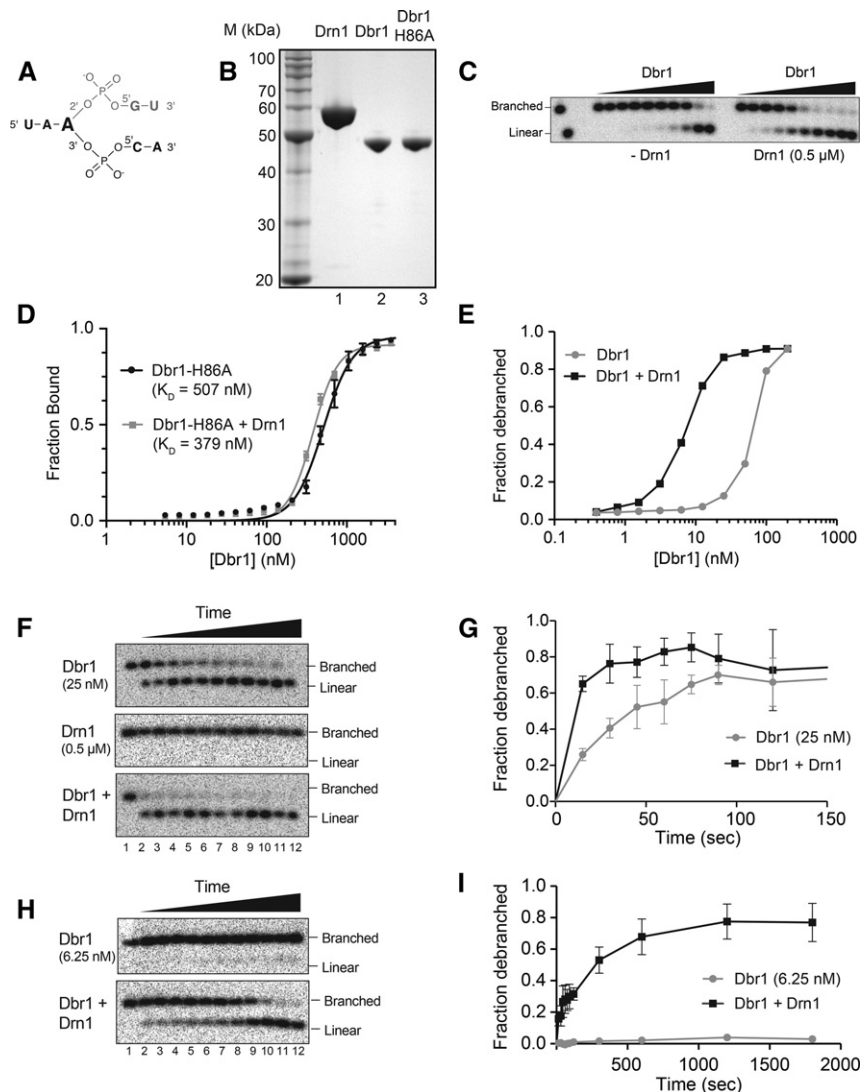 A
O⁻
O
P
O
5'
G U 3'
2'
O
5' U-A-A
3'
O
5'
P
O
C A 3'
O
O⁻
B
M (kDa) Drn1 Dbr1 Dbr1 H86A
100
80
70
60
50
40
30
20
1 2 3
C
Dbr1 Dbr1
Branched
Linear
- Drn1 Drn1 (0.5 μM)
D
Fraction Bound
1.0
0.5
0.0
1 10 100 1000
[Dbr1] (nM)
Dbr1-H86A
(K_D = 507 nM)
Dbr1-H86A + Drn1
(K_D = 379 nM)
E
Fraction debranched
1.0
0.8
0.6
0.4
0.2
0.0
0.1 1 10 100 1000
[Dbr1] (nM)
Dbr1
Dbr1 + Drn1
F
Time
Dbr1
(25 nM)
Branched
Linear
Drn1
(0.5 μM)
Branched
Linear
Dbr1 +
Drn1
Branched
Linear
1 2 3 4 5 6 7 8 9 10 11 12
G
Fraction debranched
1.0
0.8
0.6
0.4
0.2
0.0
0 50 100 150
Time (sec)
Dbr1 (25 nM)
Dbr1 + Drn1
H
Time
Dbr1
(6.25 nM)
Branched
Linear
Dbr1 +
Drn1
Branched
Linear
1 2 3 4 5 6 7 8 9 10 11 12
I
Fraction debranched
1.0
0.8
0.6
0.4
0.2
0
500 1000 1500 2000
Time (sec)
Dbr1 (6.25 nM)
Dbr1 + Drn1